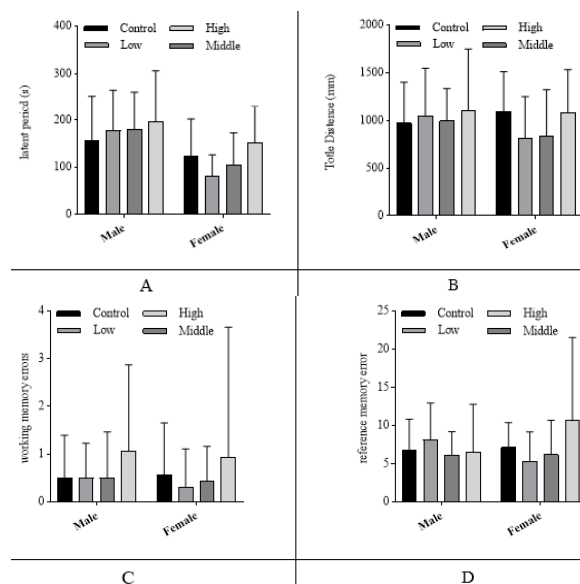 Control High
Low Middle
latent period (s)
400
300
200
100
0
Male Female
A
Control High
Low Middle
Totle Distence (mm)
2000
1500
1000
500
0
Male Female
B
Control High
Low Middle
working memory errors
4
3
2
1
0
Male Female
C
Control High
Low Middle
reference memory error
25
20
15
10
5
0
Male Female
D